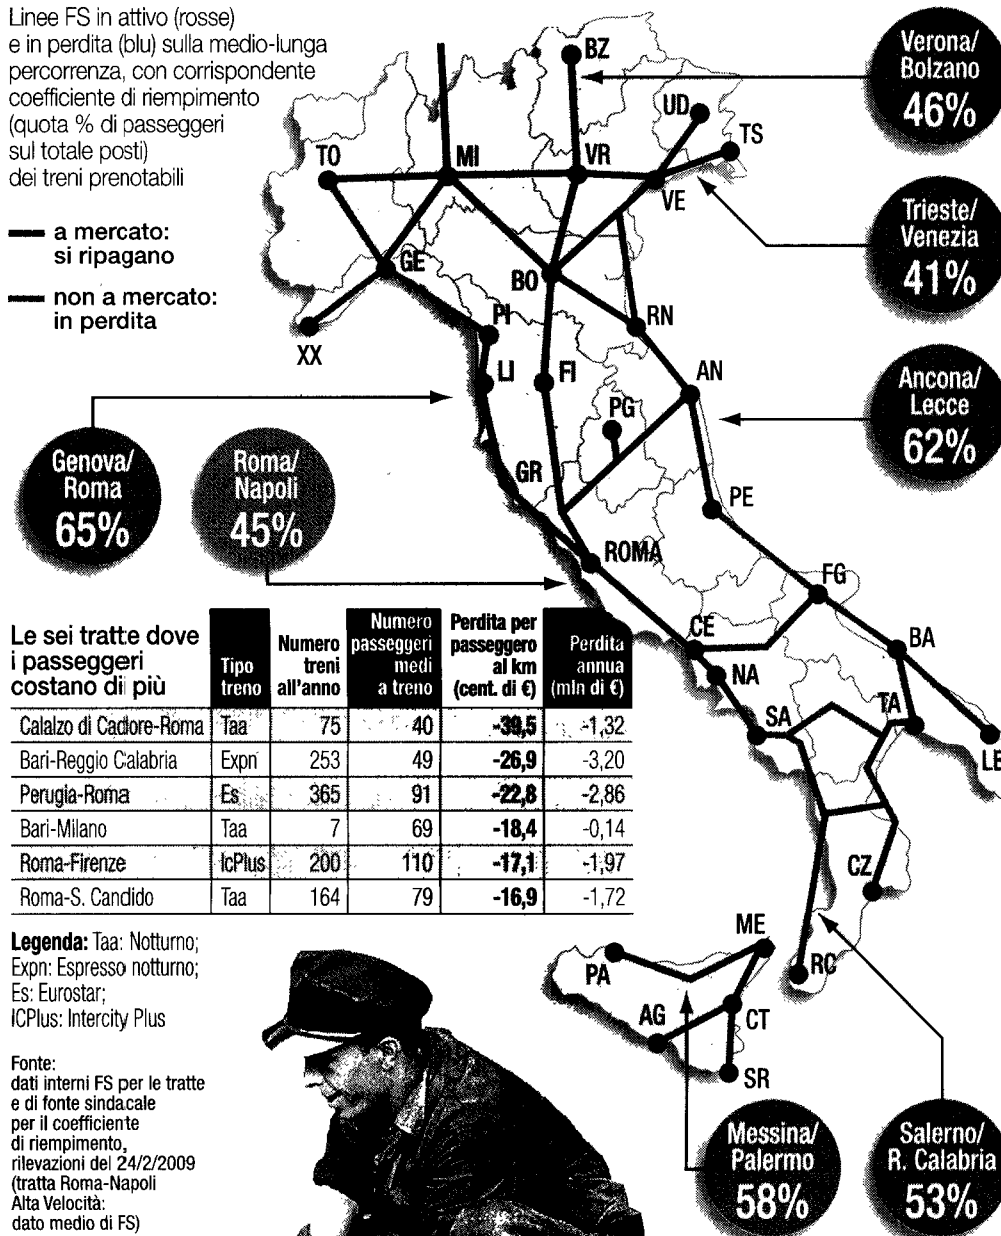 Linee FS in attivo (rosse)
e in perdita (blu) sulla medio-lunga
percorrenza, con corrispondente
coefficiente di riempimento
(quota % di passeggeri
sul totale posti)
dei treni prenotabili
a mercato:
si ripagano
non a mercato:
in perdita
BZ
UD
TS
TO
MI
VR
VE
GE
BO
XX
PI
RN
LI
FI
AN
PG
GR
PE
ROMA
FG
CE
BA
NA
SA
TA
LE
CZ
ME
PA
RC
AG
CT
SR
Verona/
Bolzano
46%
Trieste/
Venezia
41%
Ancona/
Lecce
62%
Genova/
Roma
65%
Roma/
Napoli
45%
Messina/
Palermo
58%
Salerno/
R. Calabria
53%
Le sei tratte dove
i passeggeri
costano di più
Tipo
treno
Numero
treni
all'anno
Numero
passeggeri
medi
a treno
Perdita per
passeggero
al km
(cent. di €)
Perdita
annua
(mln di €)
Calalzo di Cadore-Roma Taa 75 40 -39,5 -1,32
Bari-Reggio Calabria Expn 253 49 -26,9 -3,20
Perugia-Roma Es 365 91 -22,8 -2,86
Bari-Milano Taa 7 69 -18,4 -0,14
Roma-Firenze IcPlus 200 110 -17,1 -1,97
Roma-S. Candido Taa 164 79 -16,9 -1,72
Legenda: Taa: Notturno;
Expn: Espresso notturno;
Es: Eurostar;
ICPlus: Intercity Plus
Fonte:
dati interni FS per le tratte
e di fonte sindacale
per il coefficiente
di riempimento,
rilevazioni del 24/2/2009
(tratta Roma-Napoli
Alta Velocità:
dato medio di FS)